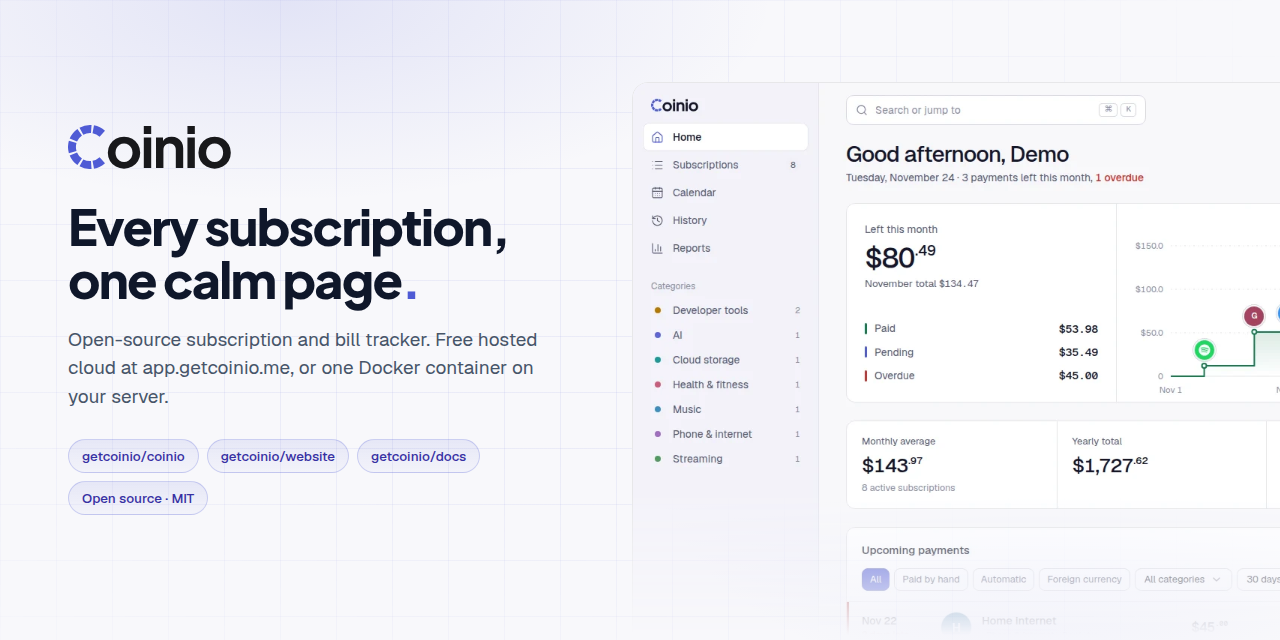 Coinio
Every subscription,
one calm page.
Open-source subscription and bill tracker. Free hosted
cloud at app.getcoinio.me, or one Docker container on
your server.
getcoinio/coinio
getcoinio/website
getcoinio/docs
Open source · MIT
Coinio
Home
Subscriptions 8
Calendar
History
Reports
Categories
Developer tools 2
AI 1
Cloud storage 1
Health & fitness 1
Music 1
Phone & internet 1
Streaming 1
Search or jump to ⌘ K
Good afternoon, Demo
Tuesday, November 24 · 3 payments left this month, 1 overdue
Left this month
$80.49
November total $134.47
Paid $53.98
Pending $35.49
Overdue $45.00
$150.0
$100.0
$50.0
0
G
Nov 1
Monthly average
$143.97
8 active subscriptions
Yearly total
$1,727.62
Upcoming payments
All
Paid by hand
Automatic
Foreign currency
All categories
30 days
Nov 22
H
Home Internet